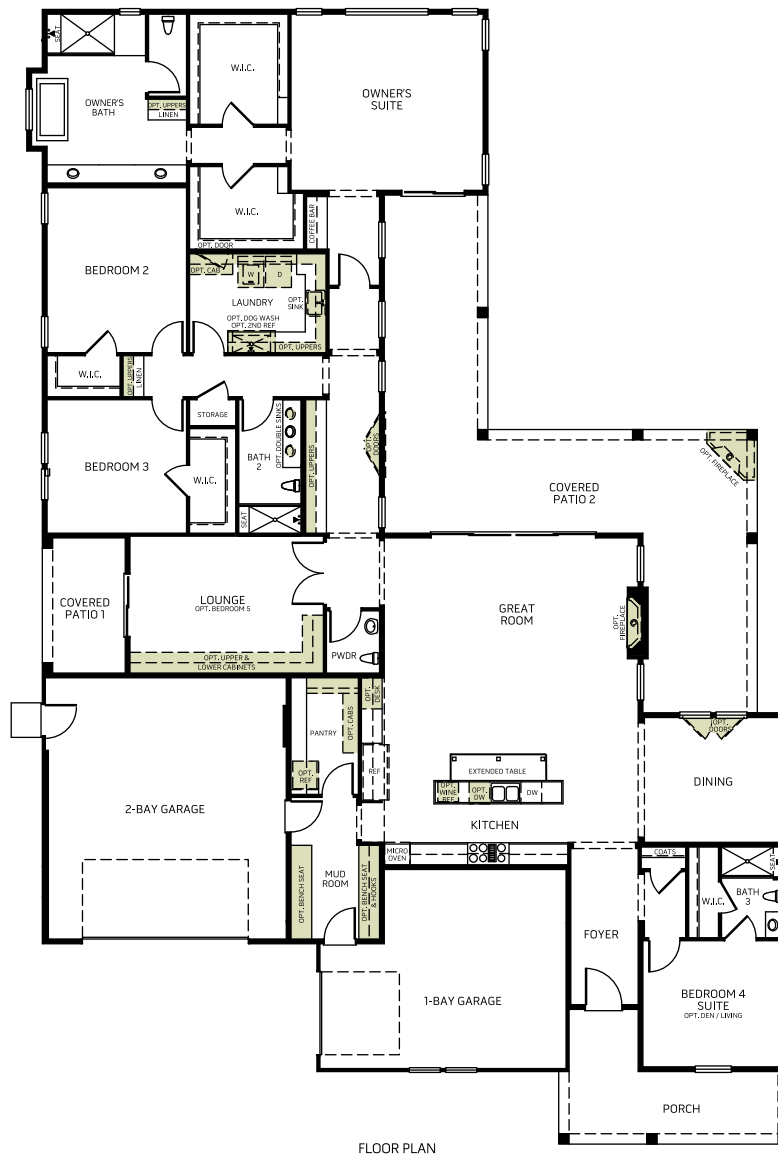 SEAT
W.I.C.
OWNER'S
SUITE
OWNER'S
BATH
OPT. UPPERS
LINEN
W.I.C.
OPT. DOOR
COFFEE BAR
BEDROOM 2
OPT. CAB
W
D
LAUNDRY
OPT.
SINK
OPT. DOG WASH
OPT. 2ND REF
OPT. UPPERS
W.I.C.
OPT. UPPERS
LINEN
STORAGE
BEDROOM 3
W.I.C.
BATH
2
OPT. DOUBLE SINKS
OPT. UPPERS
OPT.
DOORS
SEAT
OPT. FIREPLACE
COVERED
PATIO 2
COVERED
PATIO 1
LOUNGE
OPT. BEDROOM 5
OPT. UPPER &
LOWER CABINETS
PWDR
GREAT
ROOM
OPT.
FIREPLACE
PANTRY
OPT. CABS
OPT.
DESK
OPT.
REF
REF
OPT.
DOORS
DINING
EXTENDED TABLE
OPT.
WINE
REF
OPT.
DW
DW
2-BAY GARAGE
KITCHEN
MICRO
OVEN
OPT. BENCH SEAT
MUD
ROOM
OPT. BENCH SEAT
& HOOKS
COATS
W.I.C.
BATH
3
SEAT
FOYER
1-BAY GARAGE
BEDROOM 4
SUITE
OPT. DEN / LIVING
PORCH
FLOOR PLAN